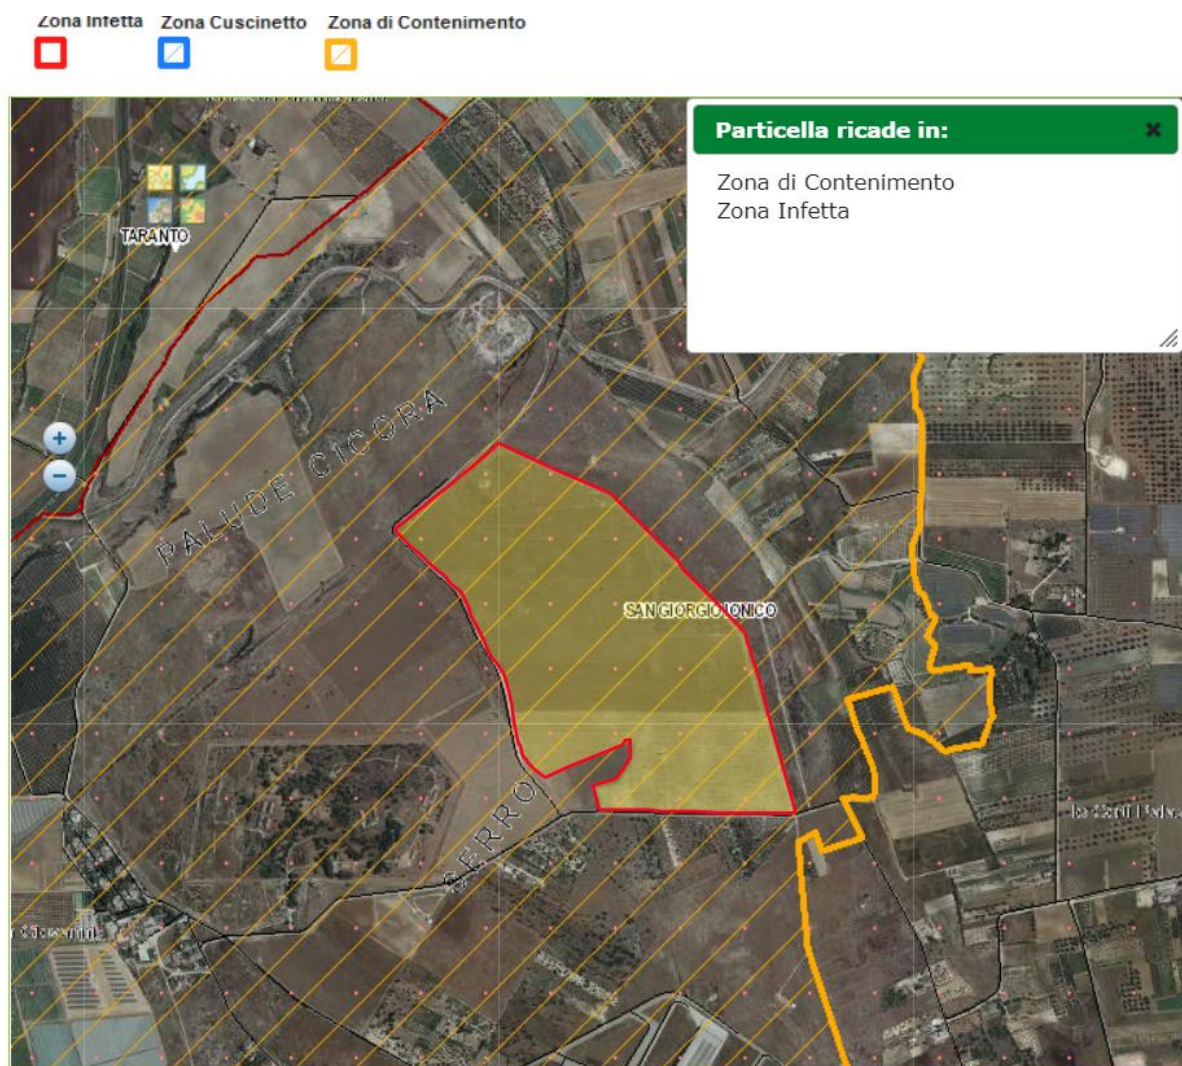 Zona Infetta Zona Cuscinetto Zona di Contenimento
Particella ricade in:
Zona di Contenimento
Zona Infetta
TARANTO
PALUDE CICORA
SAN GIORGIO IONICO
SERRO